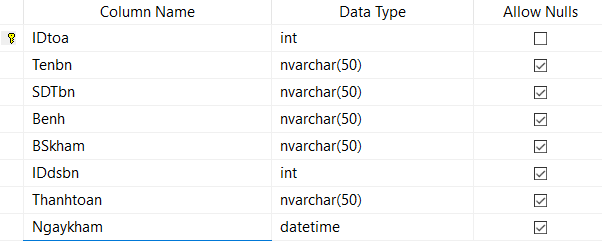 Column Name Data Type Allow Nulls
IDtoa int
Tenbn nvarchar(50)
SDTbn nvarchar(50)
Benh nvarchar(50)
BSkham nvarchar(50)
IDdsbn int
Thanhtoan nvarchar(50)
Ngaykham datetime